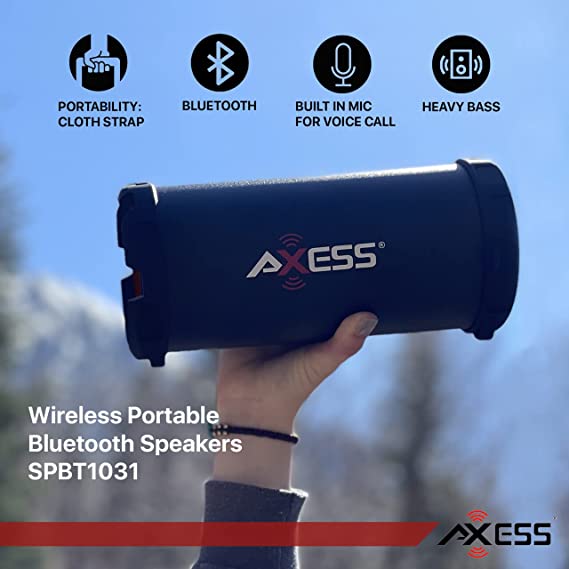 PORTABILITY:
CLOTH STRAP
BLUETOOTH
BUILT IN MIC
FOR VOICE CALL
HEAVY BASS
AXESS®
Wireless Portable
Bluetooth Speakers
SPBT1031
AXESS